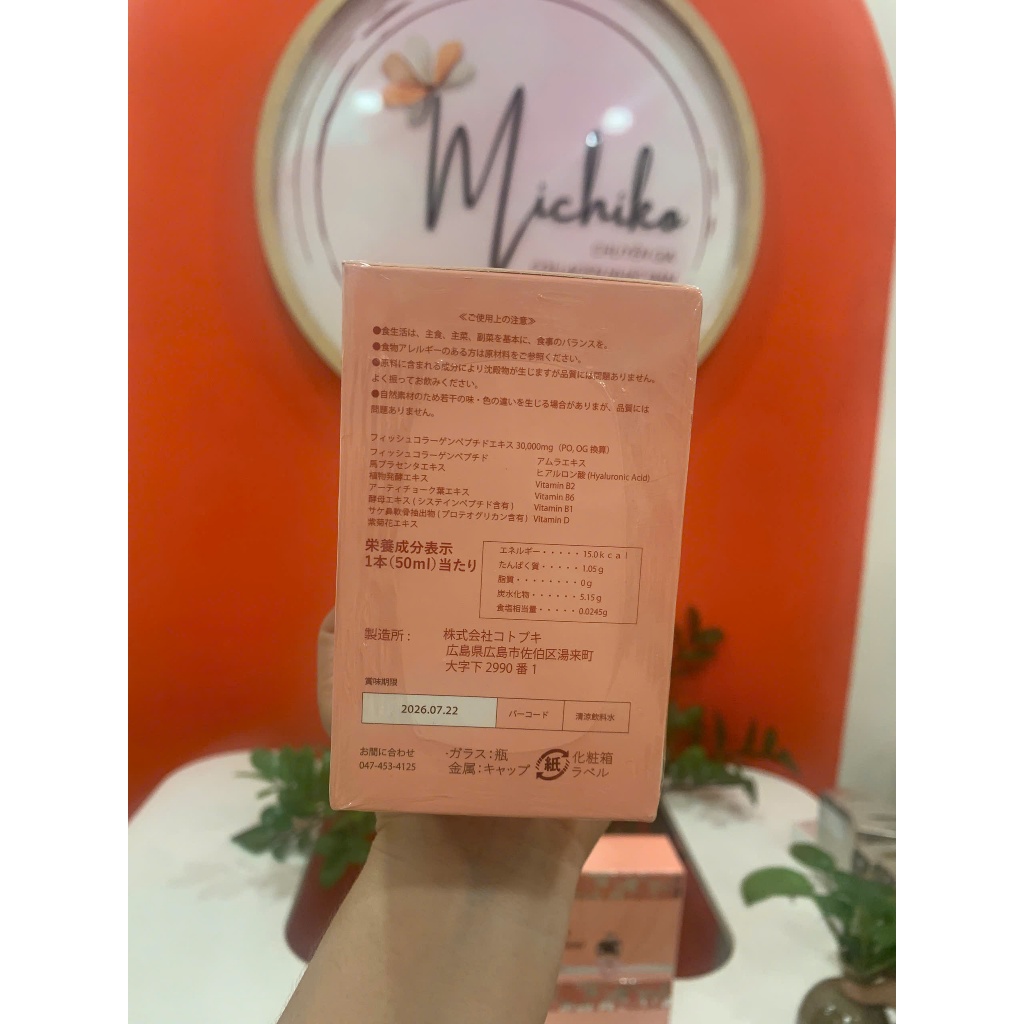 Michiko
≪ご使用上の注意≫
●食生活は、主食、主菜、副菜を基本に、食事のバランスを。
●食物アレルギーのある方は原材料をご参照ください。
●原料に含まれる成分により沈殿物が生じますが品質には問題ありません。
よく振ってお飲みください。
●自然素材のため若干の味・色の違いを生じる場合がありまが、品質には
問題ありません。
フィッシュコラーゲンペプチドエキス 30,000mg（PO, OG 換算）
フィッシュコラーゲンペプチド
馬プラセンタエキス
植物発酵エキス
アーティチョーク葉エキス
酵母エキス ( システインペプチド含有 )
サケ鼻軟骨抽出物 ( プロテオグリカン含有 )
紫菊花エキス
アムラエキス
ヒアルロン酸 (Hyaluronic Acid)
Vitamin B2
Vitamin B6
Vitamin B1
Vitamin D
栄養成分表示
1本（50ml）当たり
エネルギー・・・・・15.0ｋｃａｌ
たんぱく質・・・・・1.05ｇ
脂質・・・・・・・・0ｇ
炭水化物・・・・・・5.15ｇ
食塩相当量・・・・・0.0245g
製造所： 株式会社コトブキ
広島県広島市佐伯区湯来町
大字下 2990 番 1
賞味期限
2026.07.22 バーコード 清涼飲料水
お問に合わせ
047-453-4125
-ガラス：瓶
金属：キャップ
紙
化粧箱
ラベル